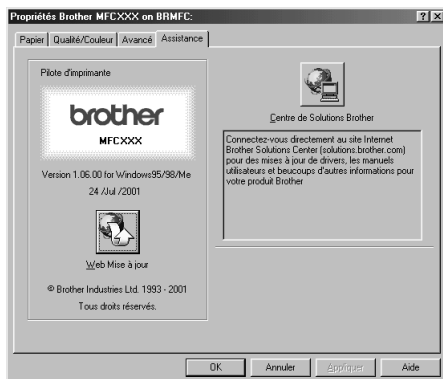 Propriétés Brother MFCXXX on BRMFC:
Papier Qualité/Couleur Avancé Assistance
Pilote d'imprimante
brother
MFCXXX
Version 1.06.00 for Windows95/98/Me
24 /Jul /2001
Web Mise à jour
© Brother Industries Ltd. 1993 - 2001
Tous droits réservés.
Centre de Solutions Brother
Connectez-vous directement au site Internet
Brother Solutions Center (solutions.brother.com)
pour des mises à jour de drivers, les manuels
utilisateurs et beucoups d'autres informations pour
votre produit Brother
OK Annuler Appliquer Aide